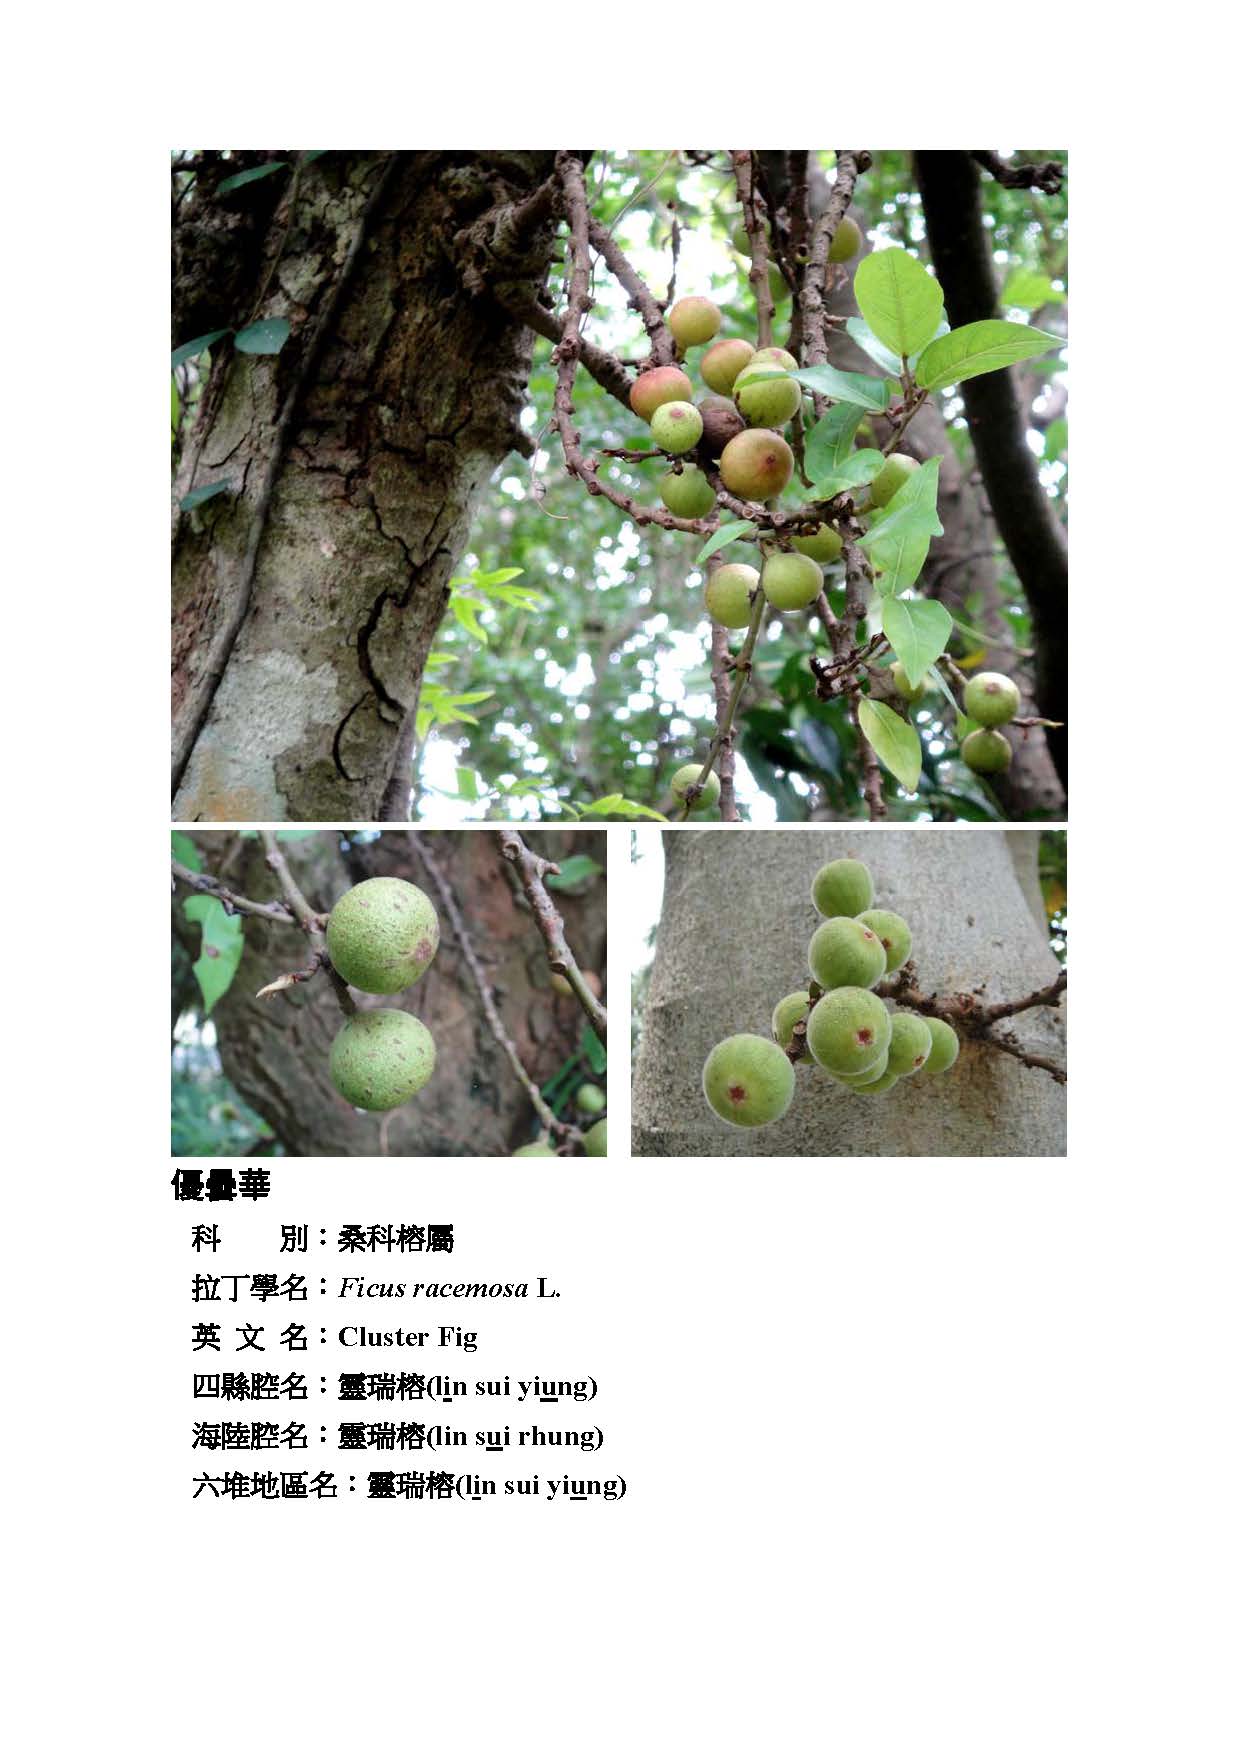 優曇華
科　　別：桑科榕屬
拉丁學名：Ficus racemosa L.
英 文 名：Cluster Fig
四縣腔名：靈瑞榕(lin sui yiung)
海陸腔名：靈瑞榕(lin sui rhung)
六堆地區名：靈瑞榕(lin sui yiung)